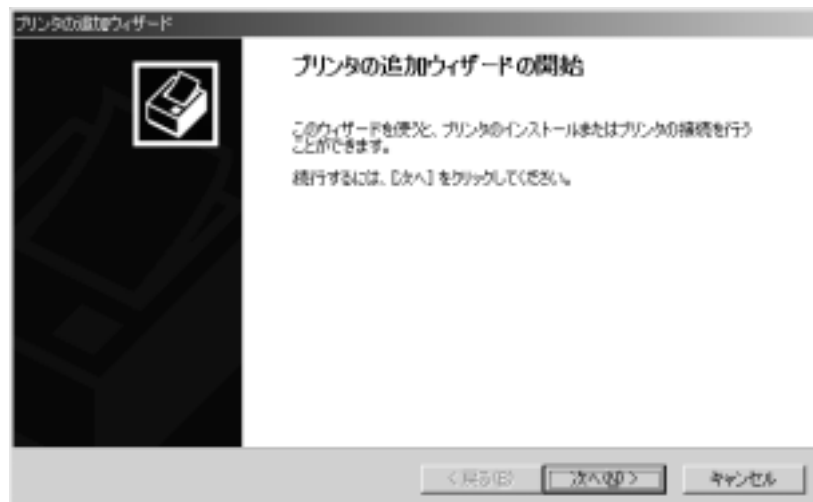 プリンタの追加ウィザード
プリンタの追加ウィザードの開始
このウィザードを使うと、プリンタのインストールまたはプリンタの接続を行う
ことができます。
続行するには、[次へ] をクリックしてください。
< 戻る(B)
次へ(N) >
キャンセル